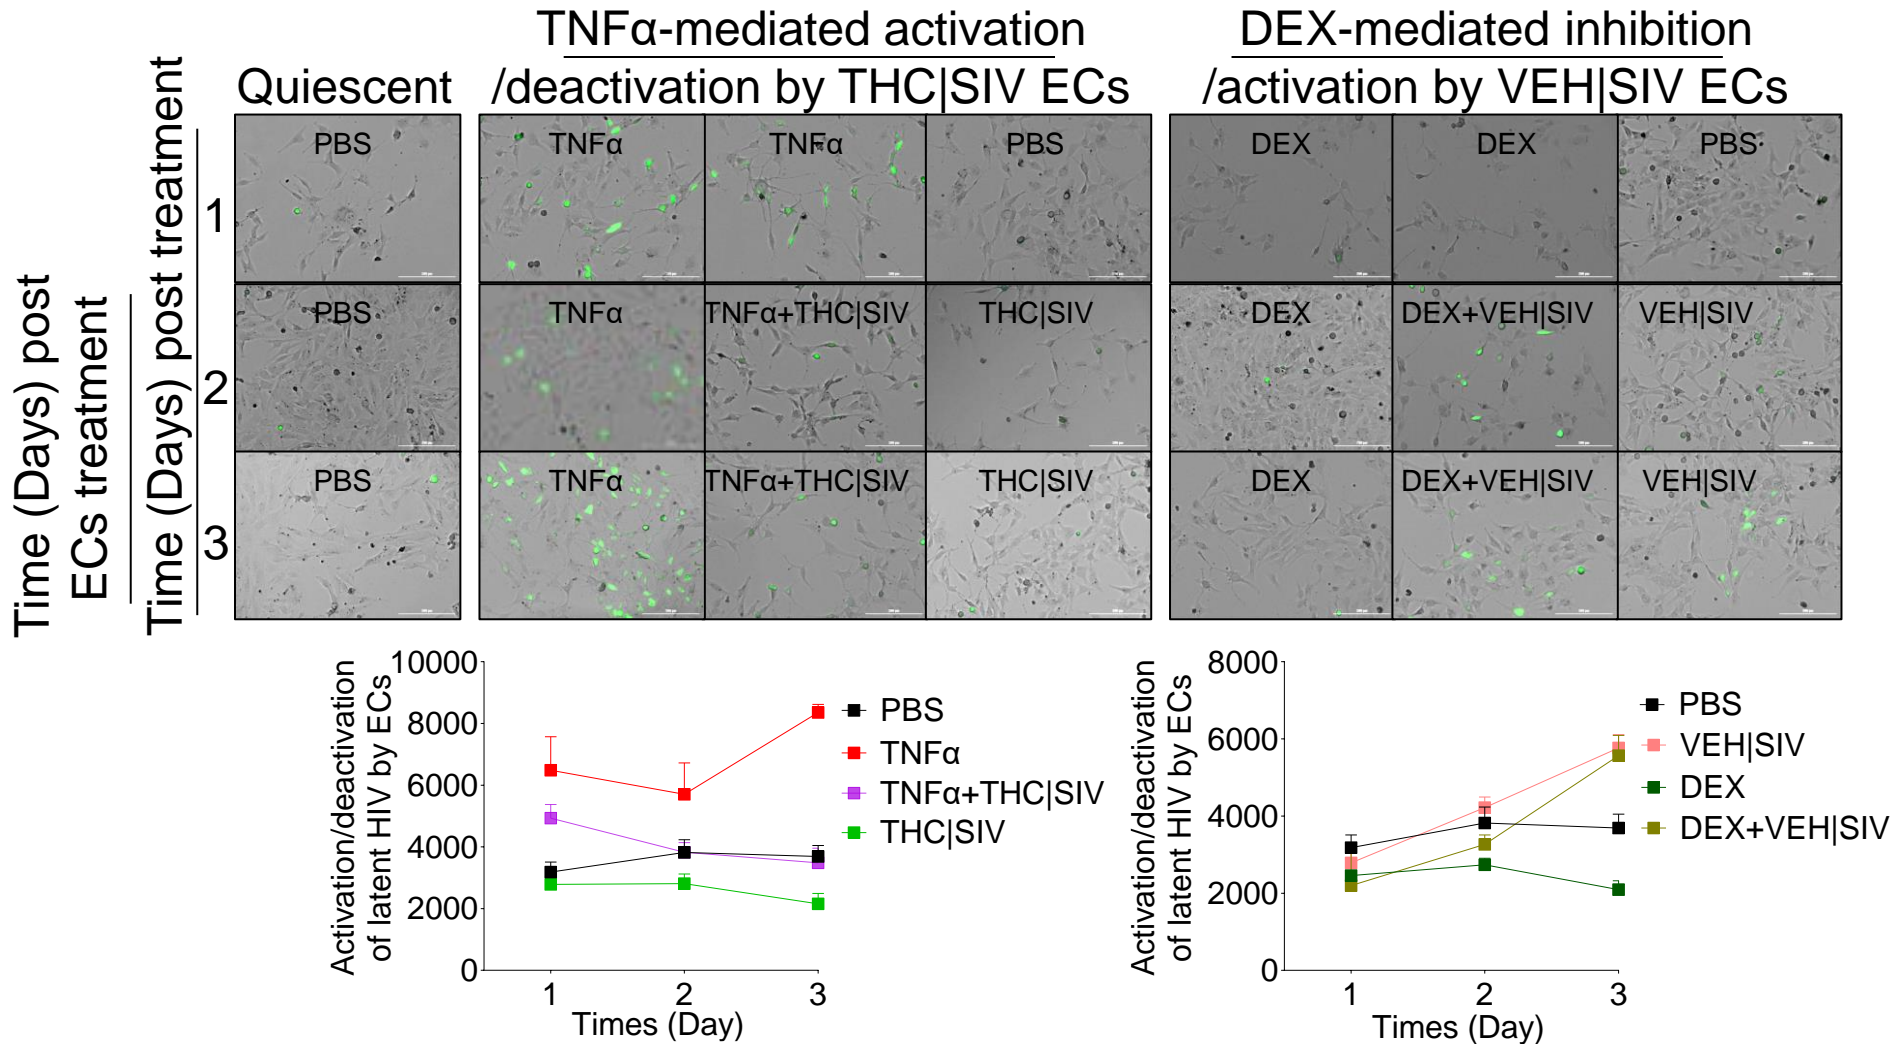 TNFα-mediated activation
/deactivation by THC|SIV ECs
DEX-mediated inhibition
/activation by VEH|SIV ECs
Quiescent
Time (Days) post
ECs treatment
Time (Days) post treatment
1
PBS
TNFα
TNFα
PBS
DEX
DEX
PBS
2
PBS
TNFα
TNFα+THC|SIV
THC|SIV
DEX
DEX+VEH|SIV
VEH|SIV
3
PBS
TNFα
TNFα+THC|SIV
THC|SIV
DEX
DEX+VEH|SIV
VEH|SIV
Activation/deactivation
of latent HIV by ECs
10000
8000
6000
4000
2000
0
1
2
3
Times (Day)
PBS
TNFα
TNFα+THC|SIV
THC|SIV
Activation/deactivation
of latent HIV by ECs
8000
6000
4000
2000
0
1
2
3
Times (Day)
PBS
VEH|SIV
DEX
DEX+VEH|SIV